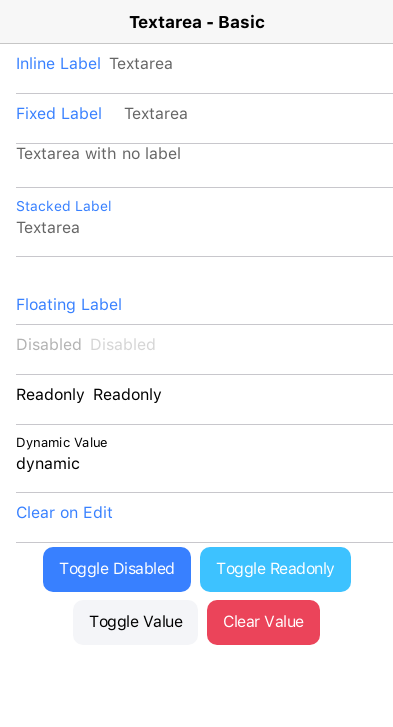 Textarea - Basic
Inline Label Textarea
Fixed Label Textarea
Textarea with no label
Stacked Label
Textarea
Floating Label
Disabled Disabled
Readonly Readonly
Dynamic Value
dynamic
Clear on Edit
Toggle Disabled Toggle Readonly
Toggle Value Clear Value